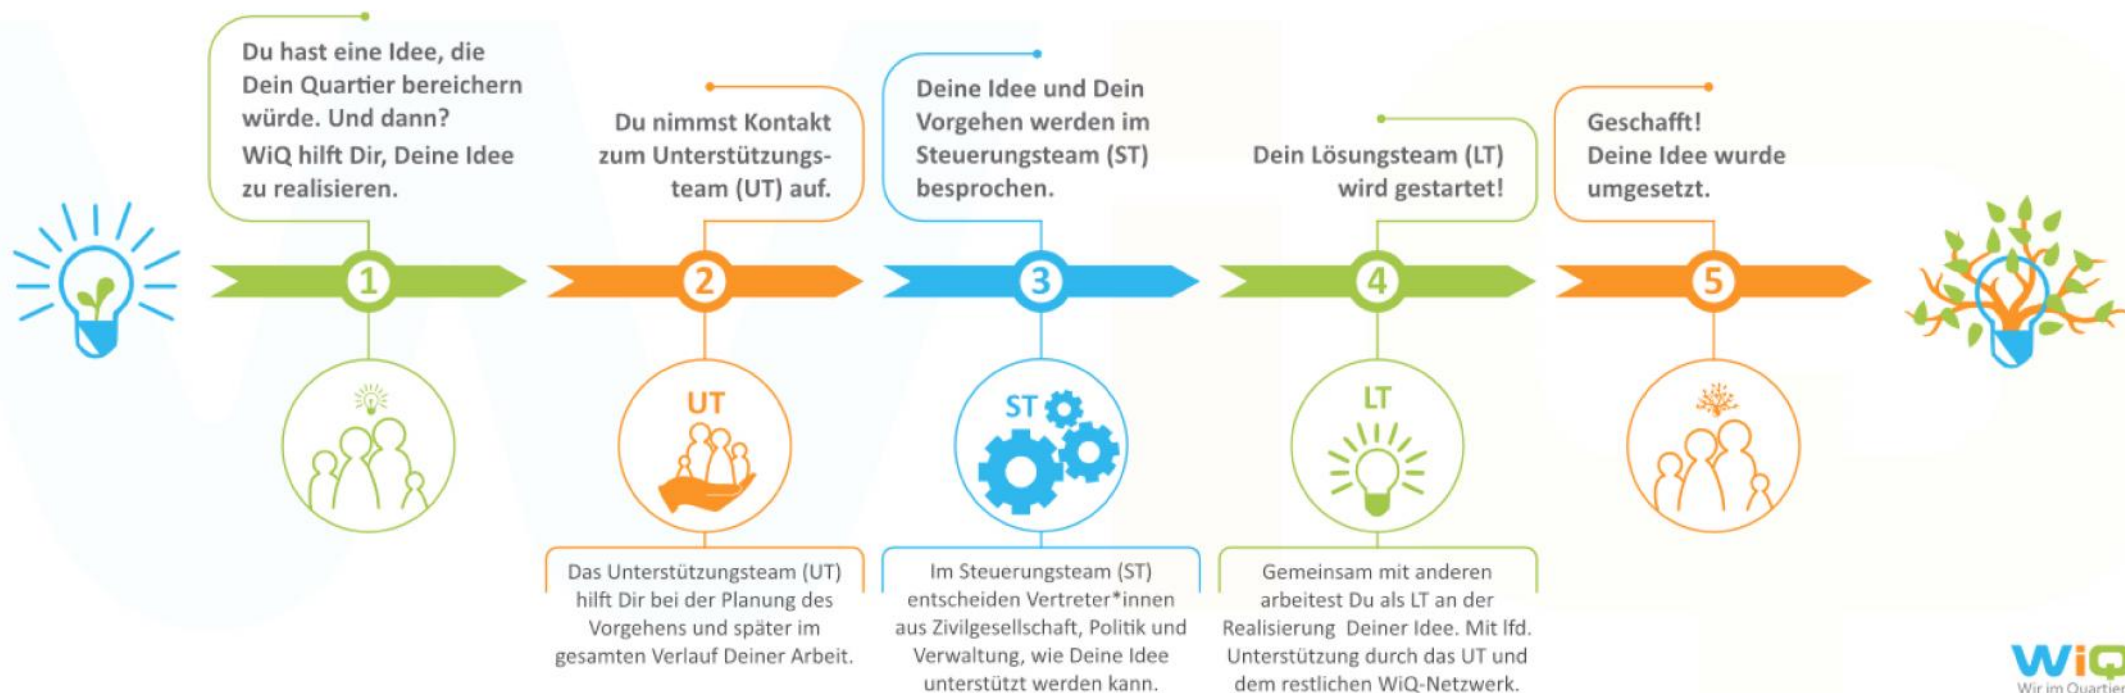 Du hast eine Idee, die
Dein Quartier bereichern
würde. Und dann?
WiQ hilft Dir, Deine Idee
zu realisieren.
1
Du nimmst Kontakt
zum Unterstützungs-
team (UT) auf.
2
UT
Das Unterstützungsteam (UT)
hilft Dir bei der Planung des
Vorgehens und später im
gesamten Verlauf Deiner Arbeit.
Deine Idee und Dein
Vorgehen werden im
Steuerungsteam (ST)
besprochen.
3
ST
Im Steuerungsteam (ST)
entscheiden Vertreter*innen
aus Zivilgesellschaft, Politik und
Verwaltung, wie Deine Idee
unterstützt werden kann.
Dein Lösungsteam (LT)
wird gestartet!
4
LT
Gemeinsam mit anderen
arbeitest Du als LT an der
Realisierung Deiner Idee. Mit lfd.
Unterstützung durch das UT und
dem restlichen WiQ-Netzwerk.
Geschafft!
Deine Idee wurde
umgesetzt.
5
WiQ
Wir im Quartier